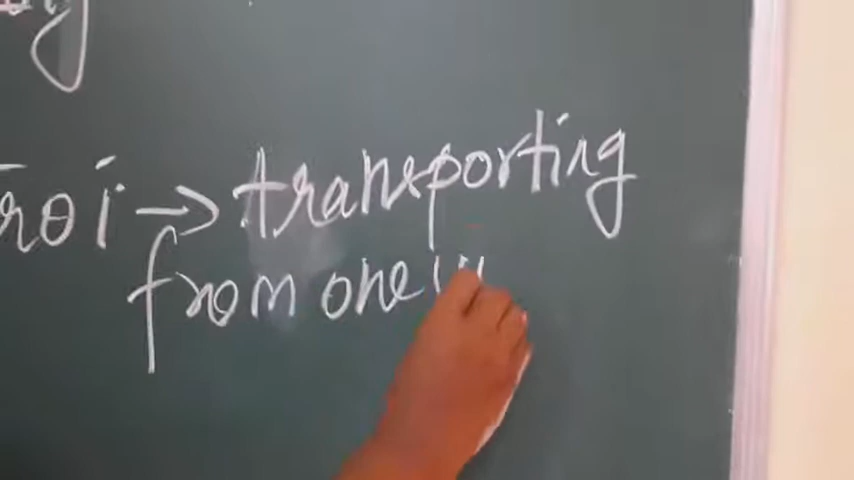 roi → transporting
from one